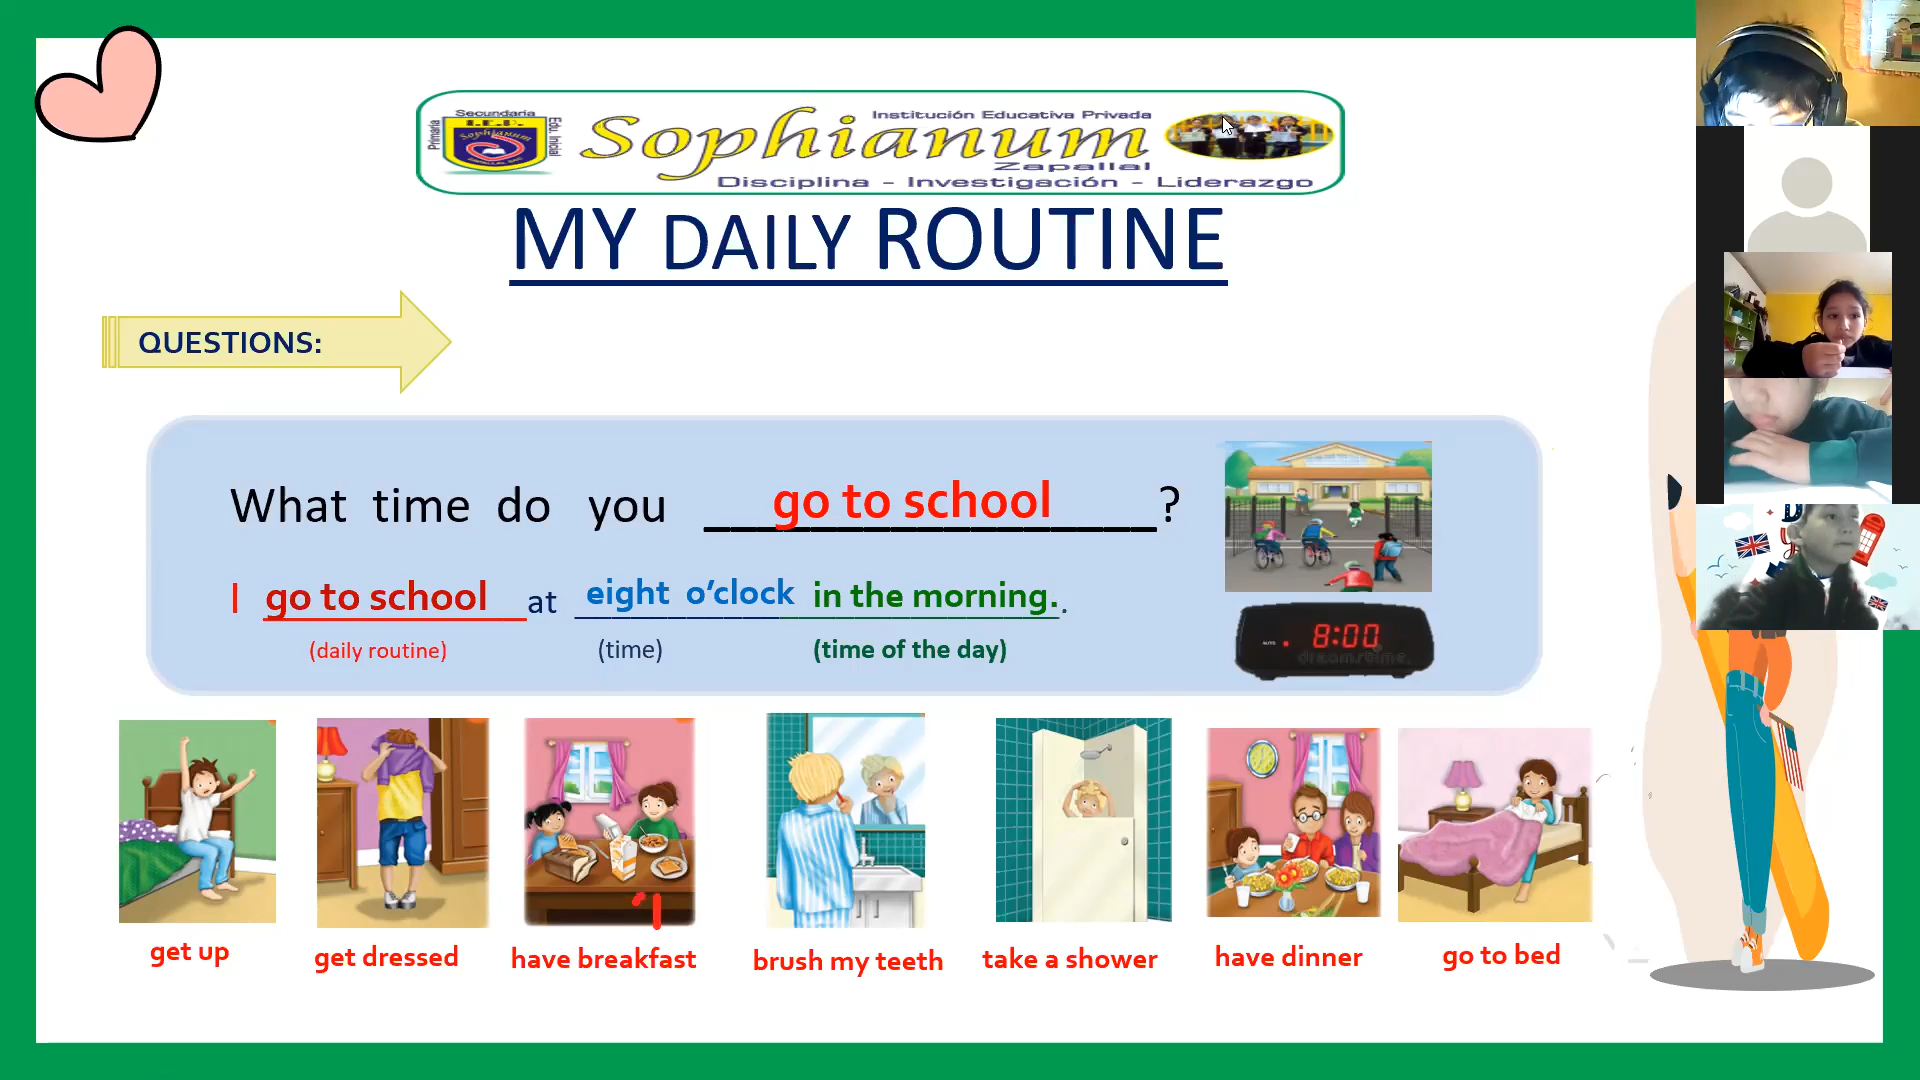 Secundaria
Primaria
I.E.P.
Sophianum
Edu. Inicial
Institución Educativa Privada
Sophianum
Zapallal
Disciplina - Investigación - Liderazgo
MY DAILY ROUTINE
QUESTIONS:
What time do you go to school ?
I go to school at eight o'clock in the morning..
(daily routine) (time) (time of the day)
8:00
dreamstime.
get up
get dressed
have breakfast
brush my teeth
take a shower
have dinner
go to bed